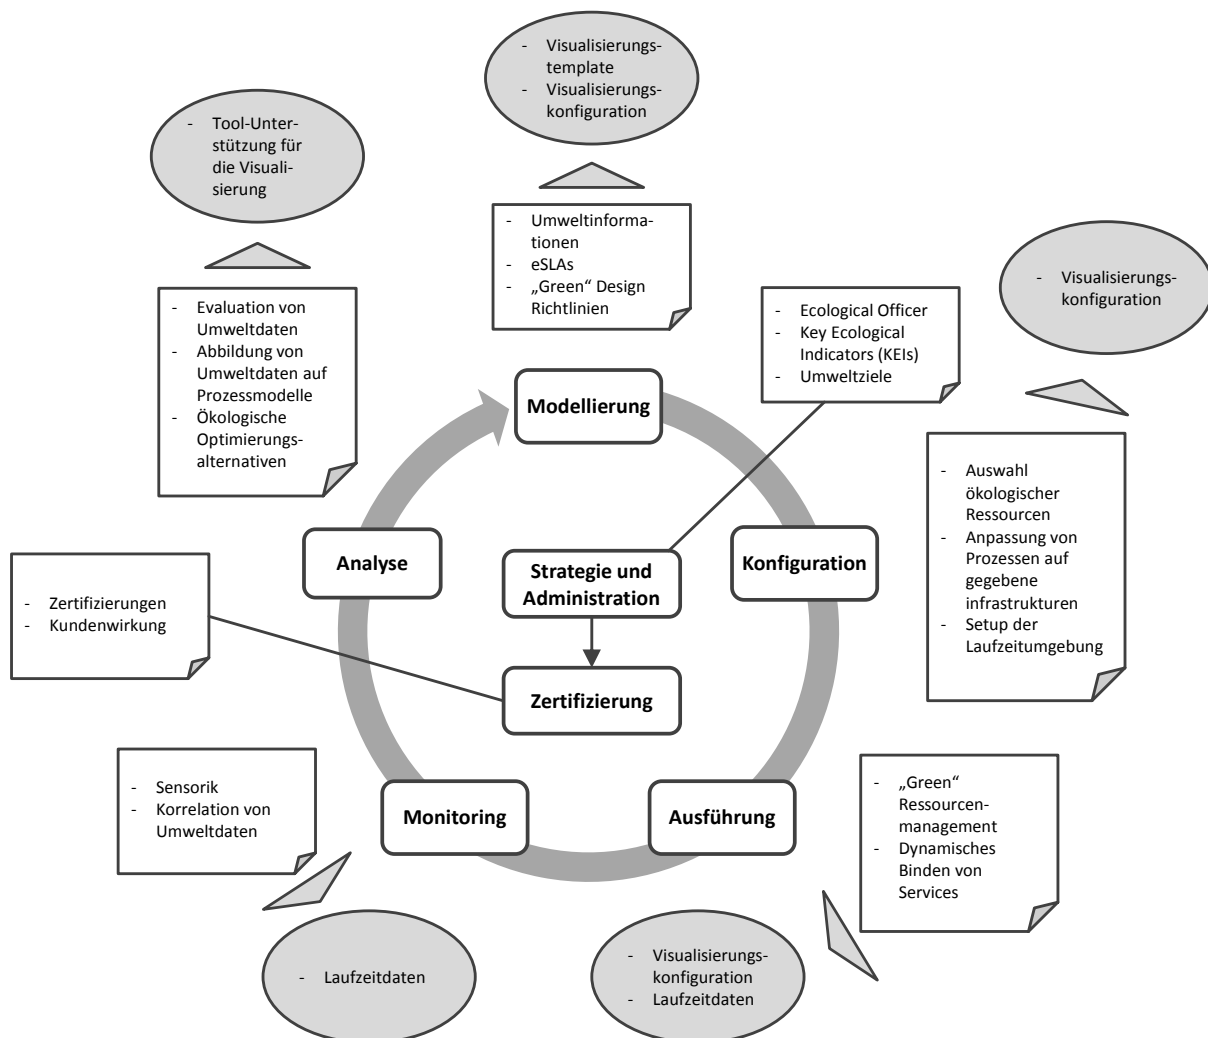 - Visualisierungs-
template
- Visualisierungs-
konfiguration
- Tool-Unter-
stützung für
die Visuali-
sierung
- Umweltinforma-
tionen
- eSLAs
- „Green“ Design
Richtlinien
- Visualisierungs-
konfiguration
- Evaluation von
Umweltdaten
- Abbildung von
Umweltdaten auf
Prozessmodelle
- Ökologische
Optimierungs-
alternativen
- Ecological Officer
- Key Ecological
Indicators (KEIs)
- Umweltziele
Modellierung
- Auswahl
ökologischer
Ressourcen
- Anpassung von
Prozessen auf
gegebene
infrastrukturen
- Setup der
Laufzeitumgebung
Analyse
Strategie und
Administration
Konfiguration
- Zertifizierungen
- Kundenwirkung
Zertifizierung
- Sensorik
- Korrelation von
Umweltdaten
Monitoring
Ausführung
- „Green“
Ressourcen-
management
- Dynamisches
Binden von
Services
- Laufzeitdaten
- Visualisierungs-
konfiguration
- Laufzeitdaten